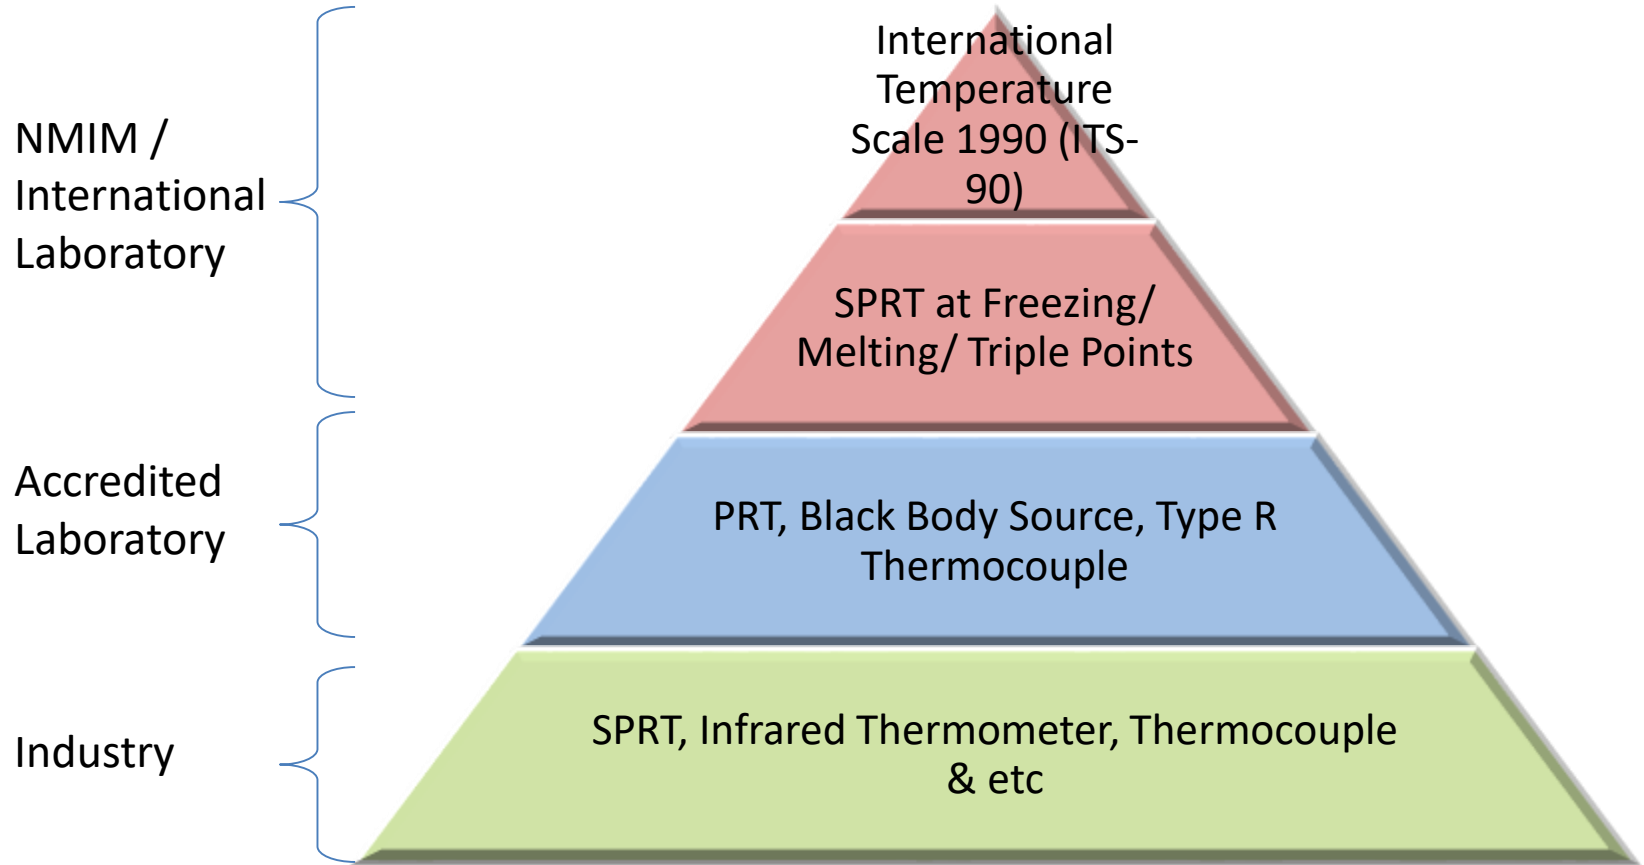 International
Temperature
Scale 1990 (ITS-
90)
NMIM /
International
Laboratory
SPRT at Freezing/
Melting/ Triple Points
Accredited
Laboratory
PRT, Black Body Source, Type R
Thermocouple
Industry
SPRT, Infrared Thermometer, Thermocouple
& etc